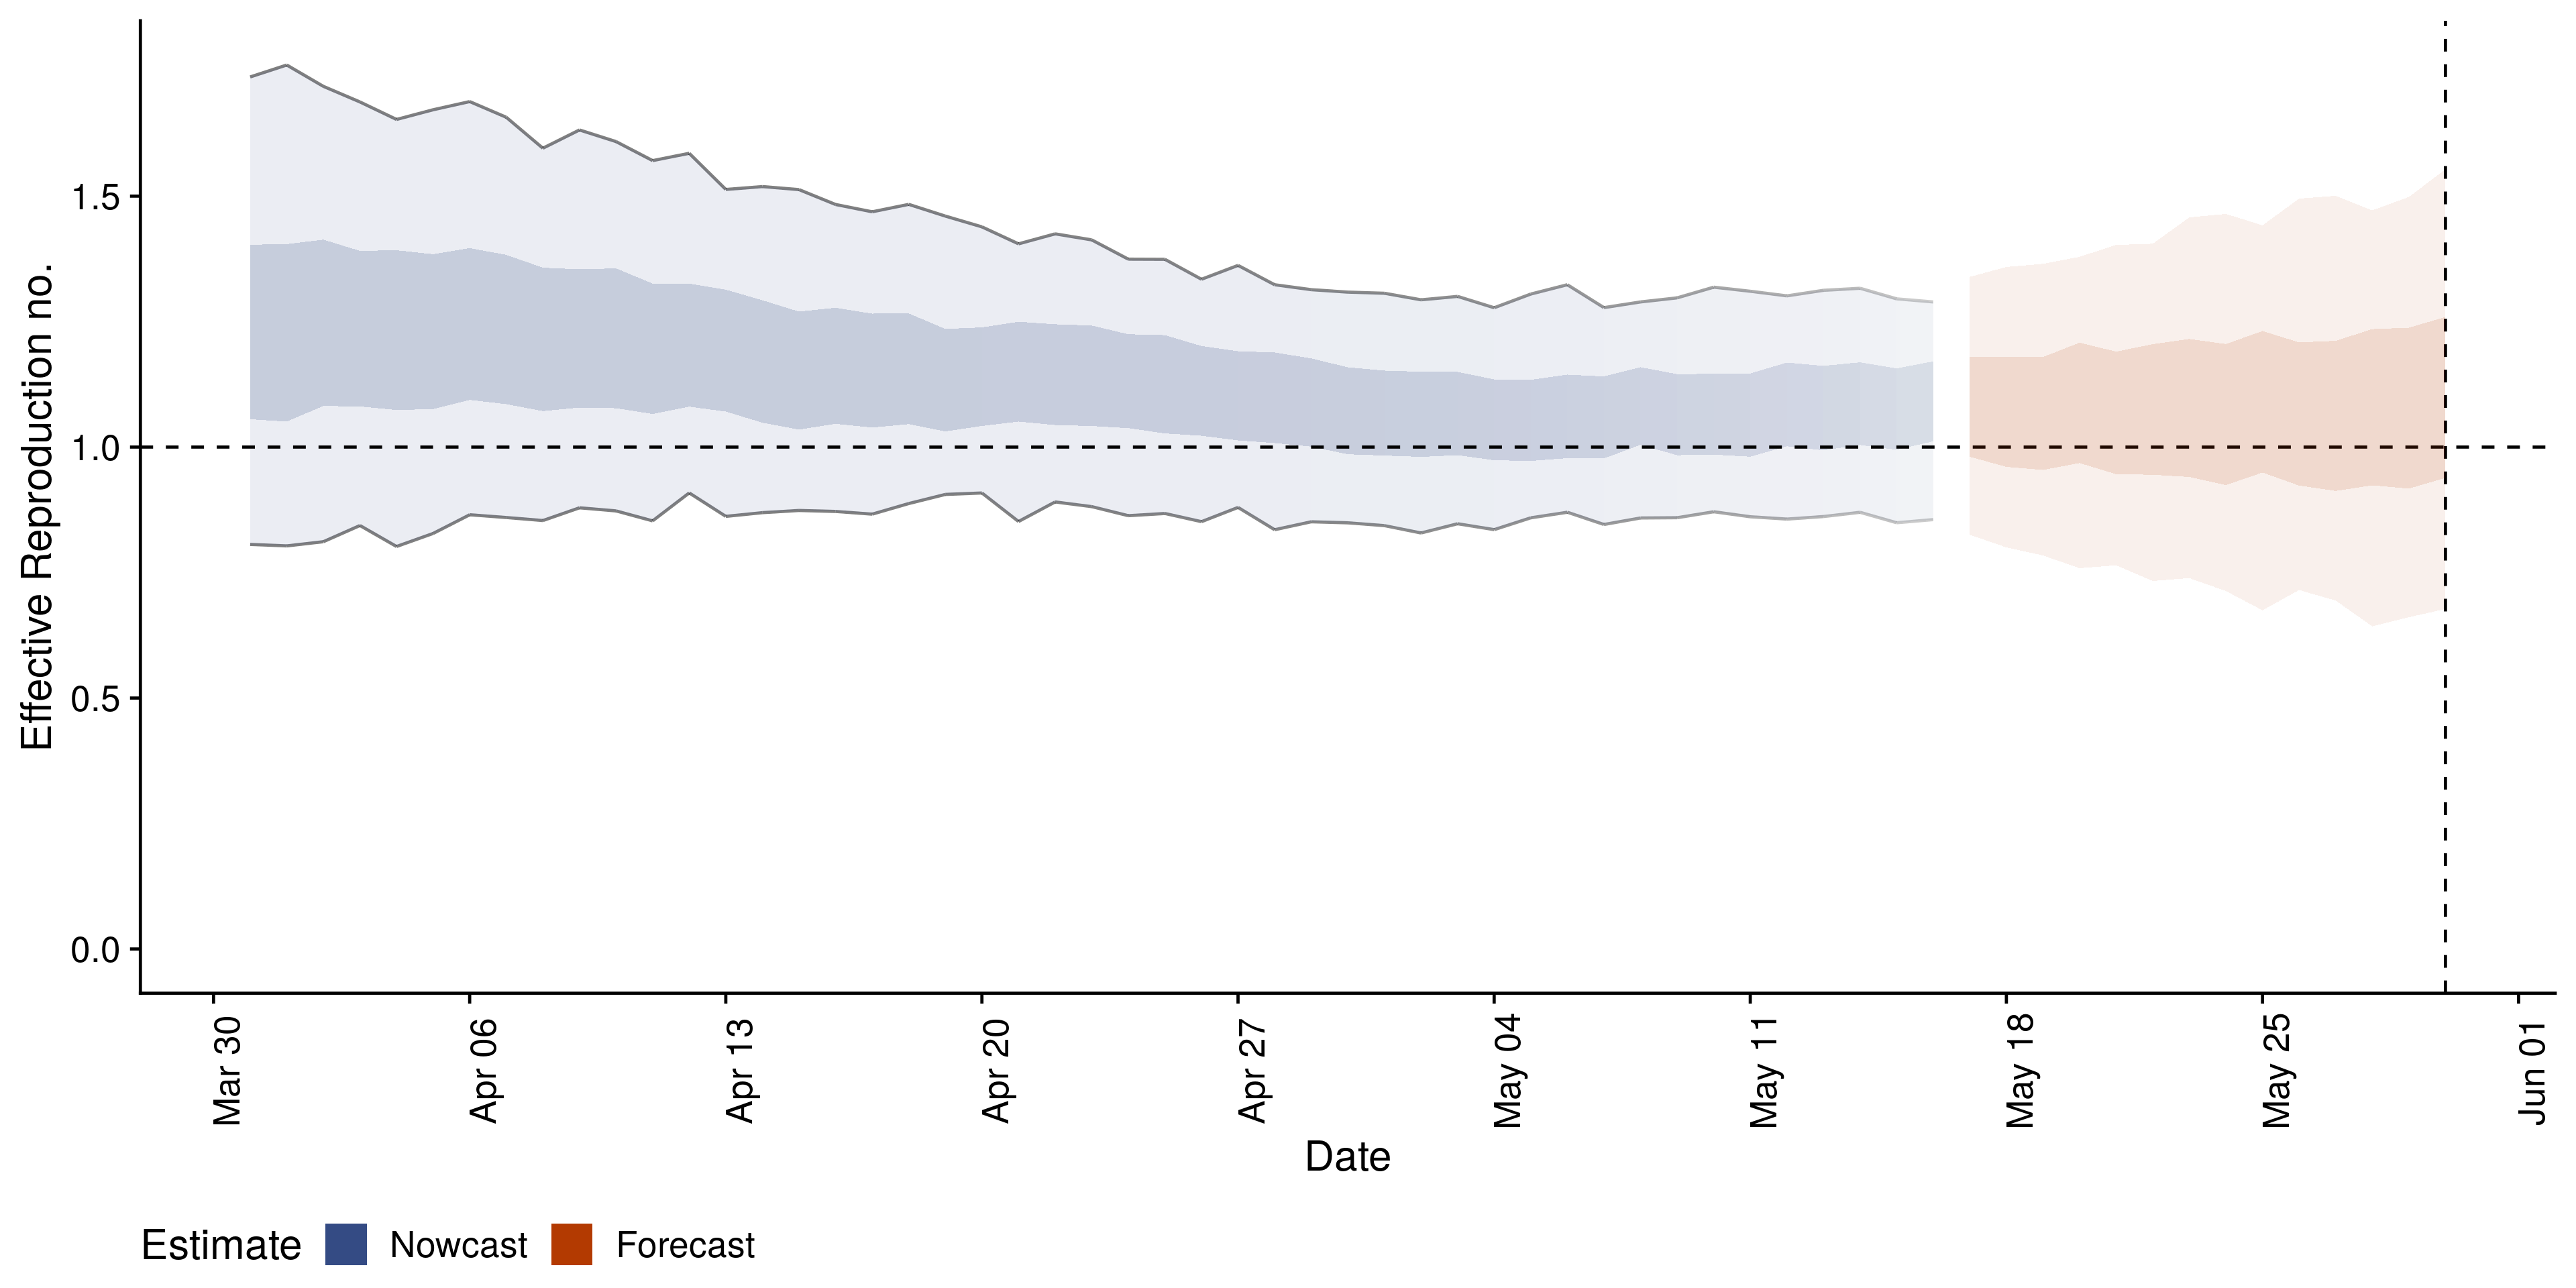 Effective Reproduction no.
1.5
1.0
0.5
0.0
Mar 30
Apr 06
Apr 13
Apr 20
Apr 27
May 04
May 11
May 18
May 25
Jun 01
Date
Estimate Nowcast Forecast